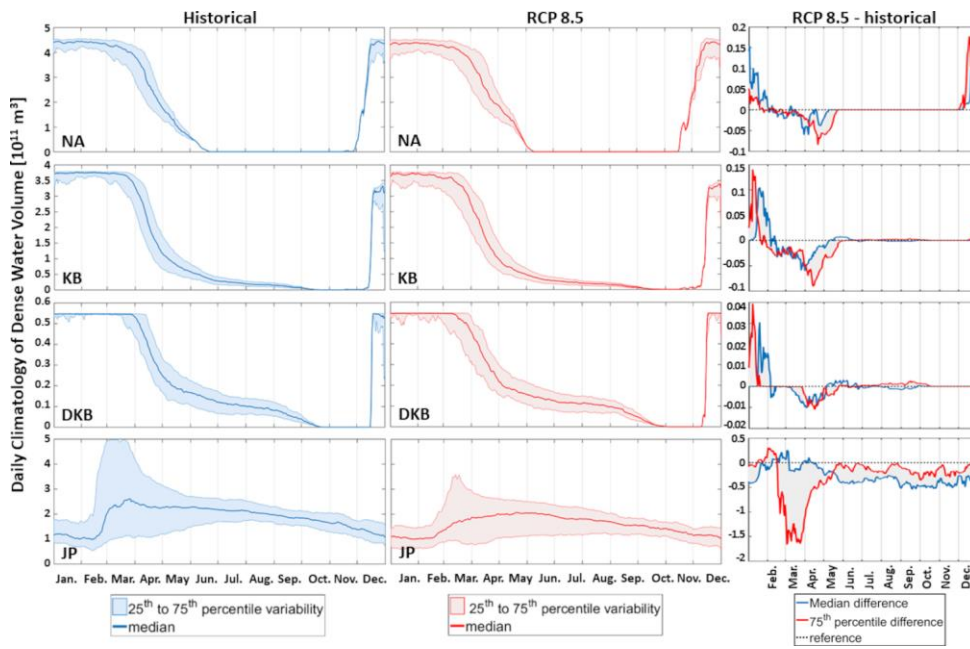 Historical
RCP 8.5
RCP 8.5 - historical
Daily Climatology of Dense Water Volume [10¹¹ m³]
5
4
3
2
1
0
NA
NA
0.2
0.15
0.1
0.05
0
-0.05
-0.1
4
3.5
3
2.5
2
1.5
1
0.5
0
KB
KB
0.15
0.10
0.05
0
-0.05
0.1
0.6
0.5
0.4
0.3
0.2
0.1
0
DKB
DKB
0.04
0.03
0.02
0.01
0
-0.01
-0.02
5
4
3
2
1
0
JP
JP
0.5
0
-0.5
-1
-1.5
-2
Jan. Feb. Mar. Apr. May Jun. Jul. Aug. Sep. Oct. Nov. Dec.
Jan. Feb. Mar. Apr. May Jun. Jul. Aug. Sep. Oct. Nov. Dec.
Feb. Mar. Apr. May Jun. Jul. Aug. Sep. Oct. Nov. Dec.
25th to 75th percentile variability
median
25th to 75th percentile variability
median
Median difference
75th percentile difference
reference